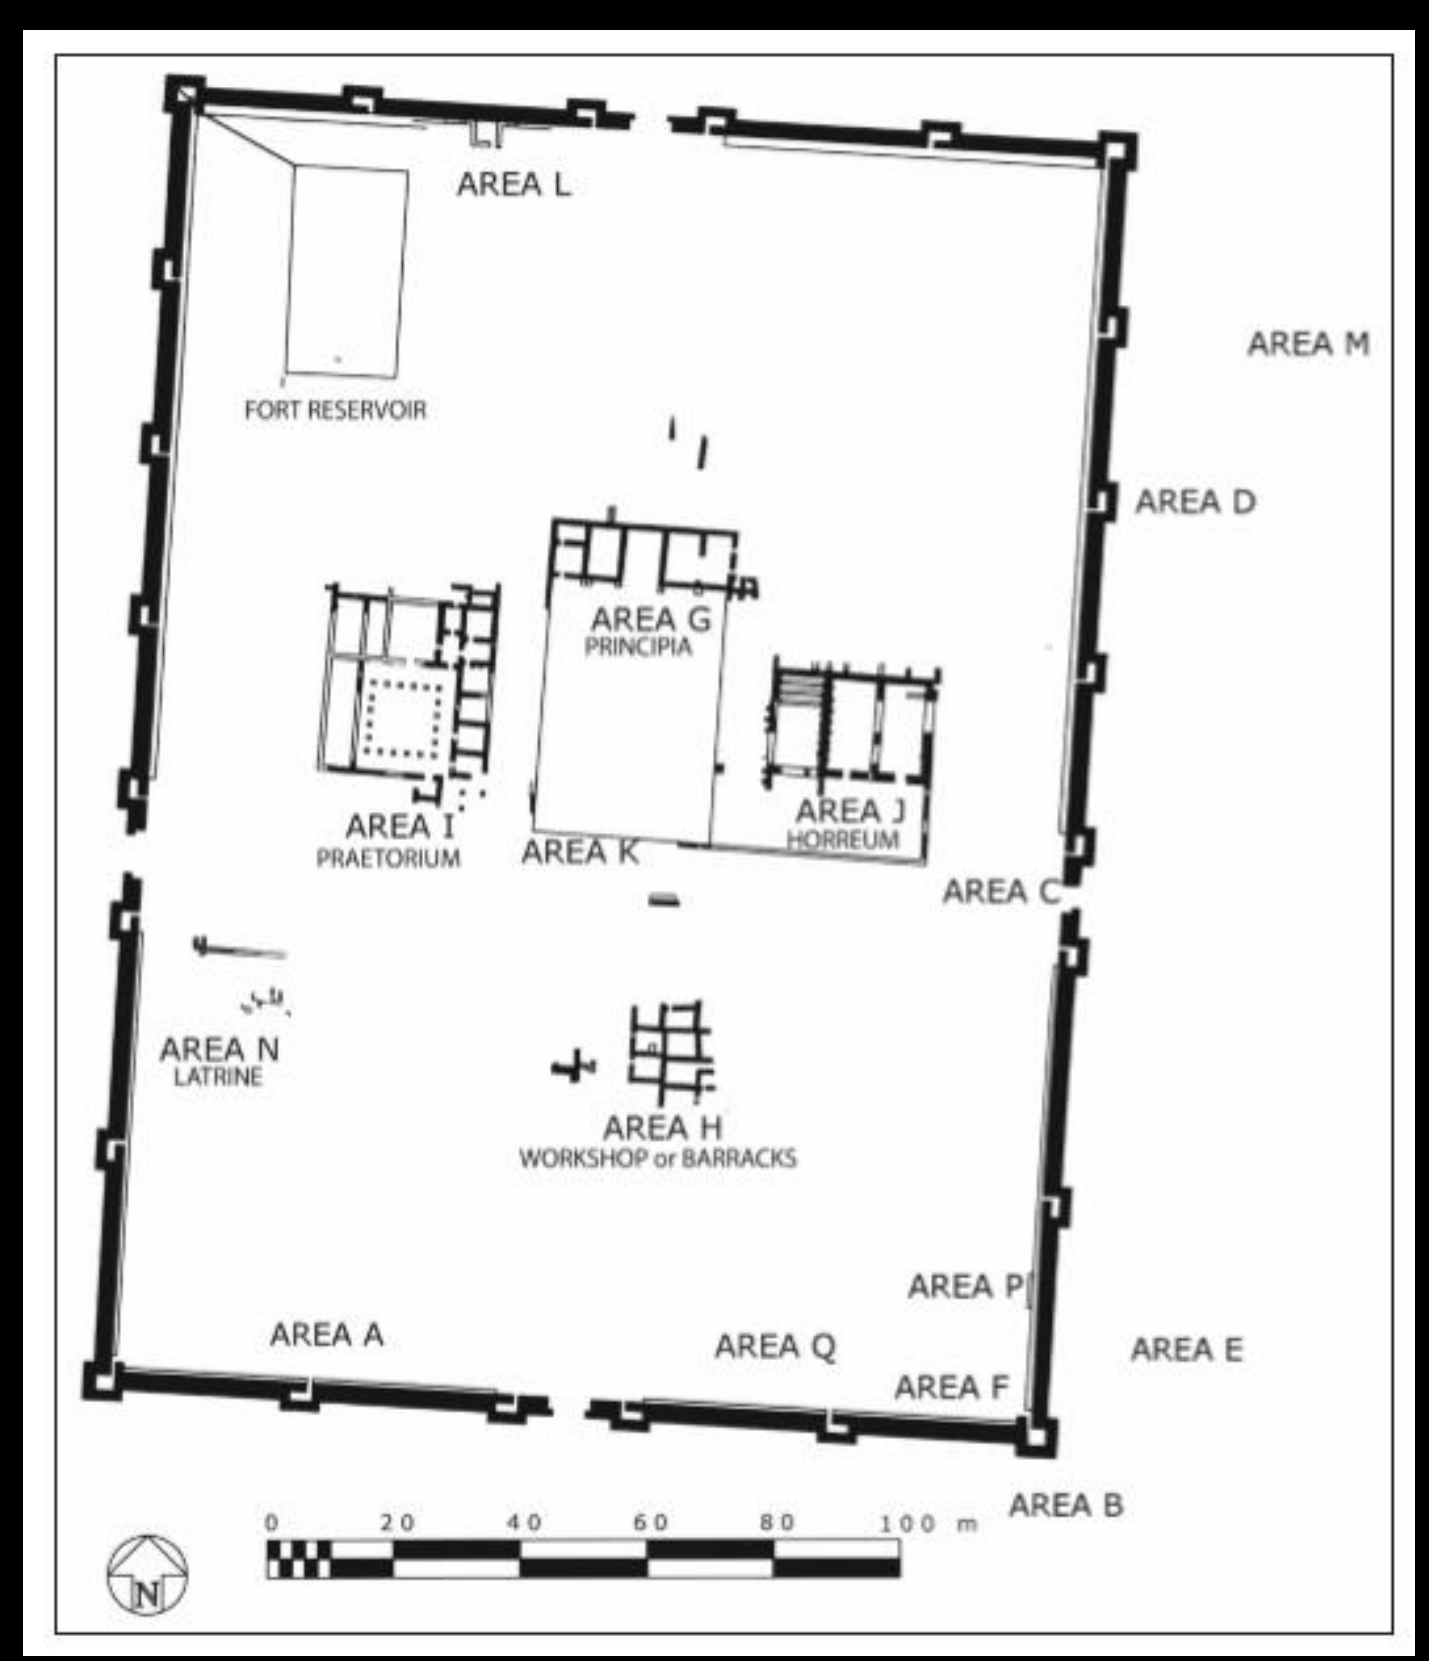 AREA L
AREA M
FORT RESERVOIR
AREA D
AREA G
PRINCIPIA
AREA I
PRAETORIUM
AREA K
AREA J
HORREUM
AREA C
AREA N
LATRINE
AREA H
WORKSHOP or BARRACKS
AREA P
AREA A
AREA Q
AREA E
AREA F
AREA B
0 20 40 60 80 100 m
N